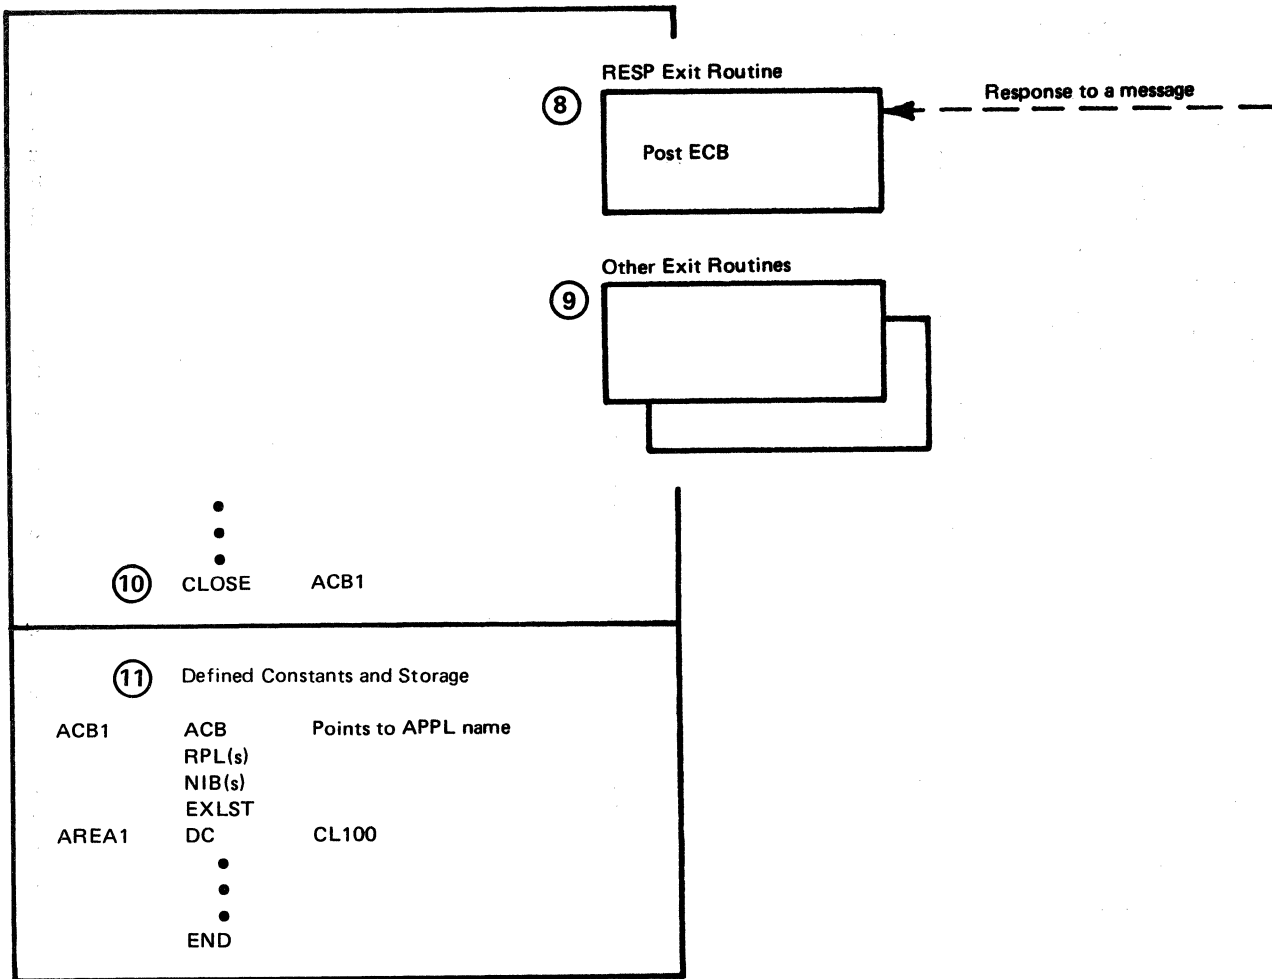 RESP Exit Routine
8
Response to a message
Post ECB
Other Exit Routines
9
10 CLOSE ACB1
11 Defined Constants and Storage
ACB1 ACB Points to APPL name
RPL(s)
NIB(s)
EXLST
AREA1 DC CL100
END